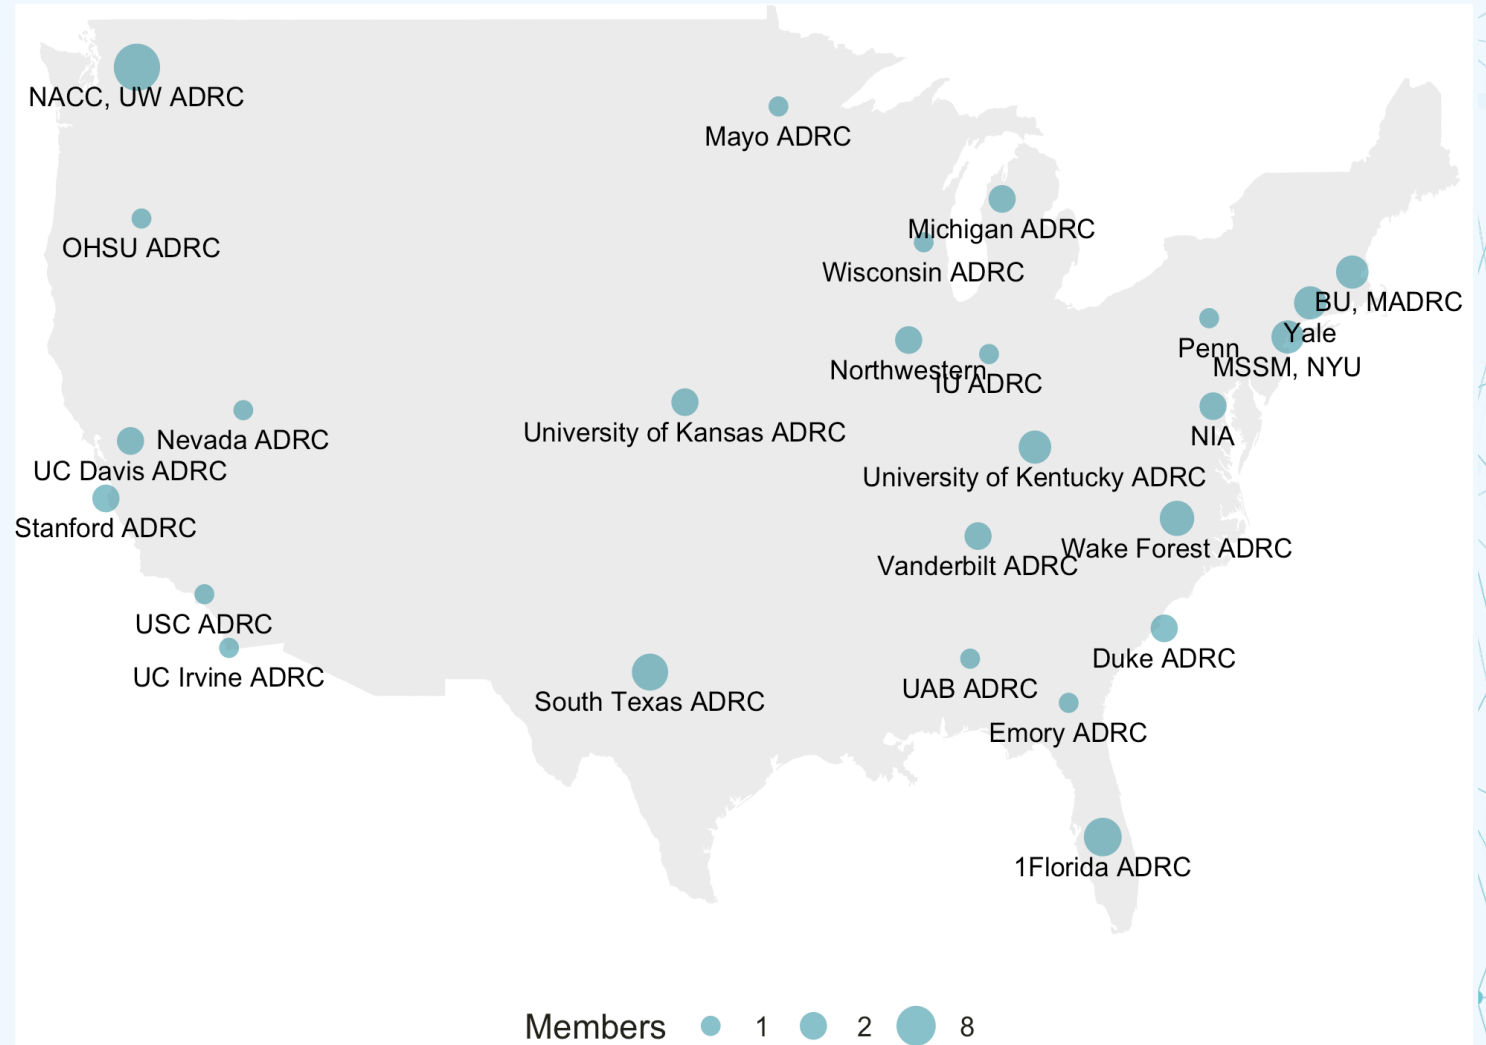 NACC, UW ADRC
Mayo ADRC
OHSU ADRC
Michigan ADRC
Wisconsin ADRC
BU, MADRC
Yale
Penn
MSSM, NYU
Northwestern
IU ADRC
Nevada ADRC
University of Kansas ADRC
NIA
UC Davis ADRC
University of Kentucky ADRC
Stanford ADRC
Wake Forest ADRC
Vanderbilt ADRC
USC ADRC
Duke ADRC
UC Irvine ADRC
UAB ADRC
South Texas ADRC
Emory ADRC
1Florida ADRC
Members 1 2 8